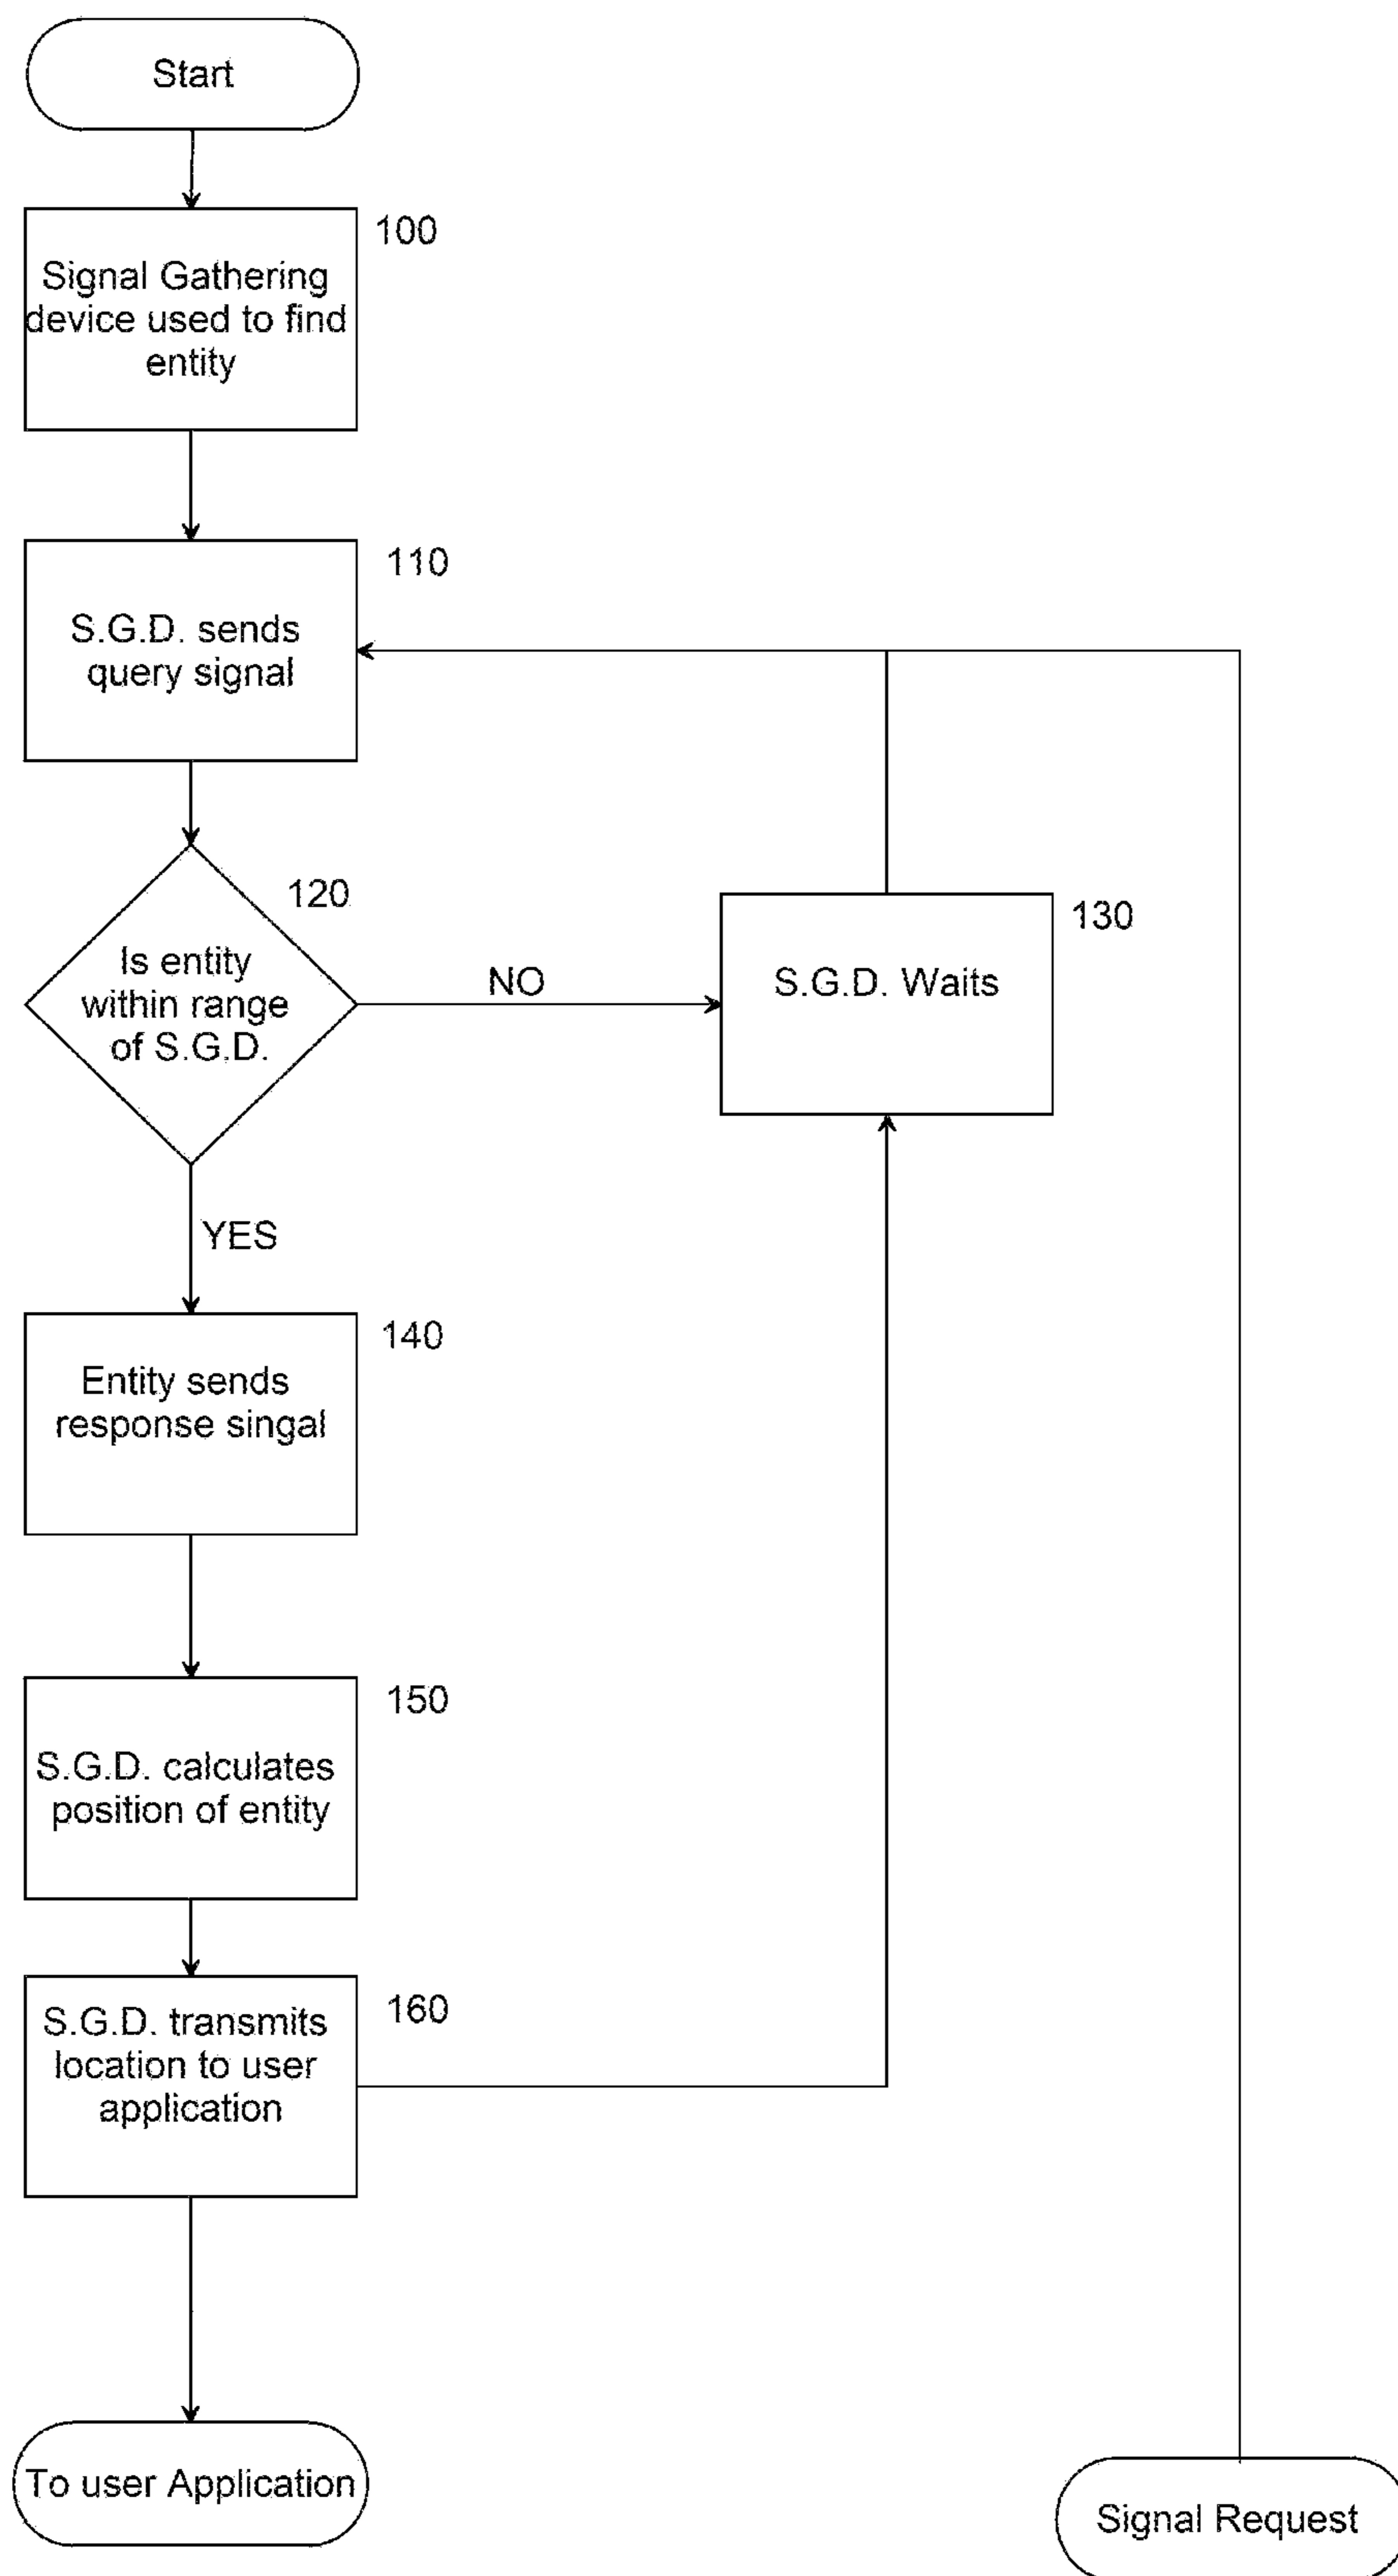 Start
100
Signal Gathering
device used to find
entity
110
S.G.D. sends
query signal
120
Is entity
within range
of S.G.D.
NO
130
S.G.D. Waits
YES
140
Entity sends
response singal
150
S.G.D. calculates
position of entity
160
S.G.D. transmits
location to user
application
To user Application
Signal Request